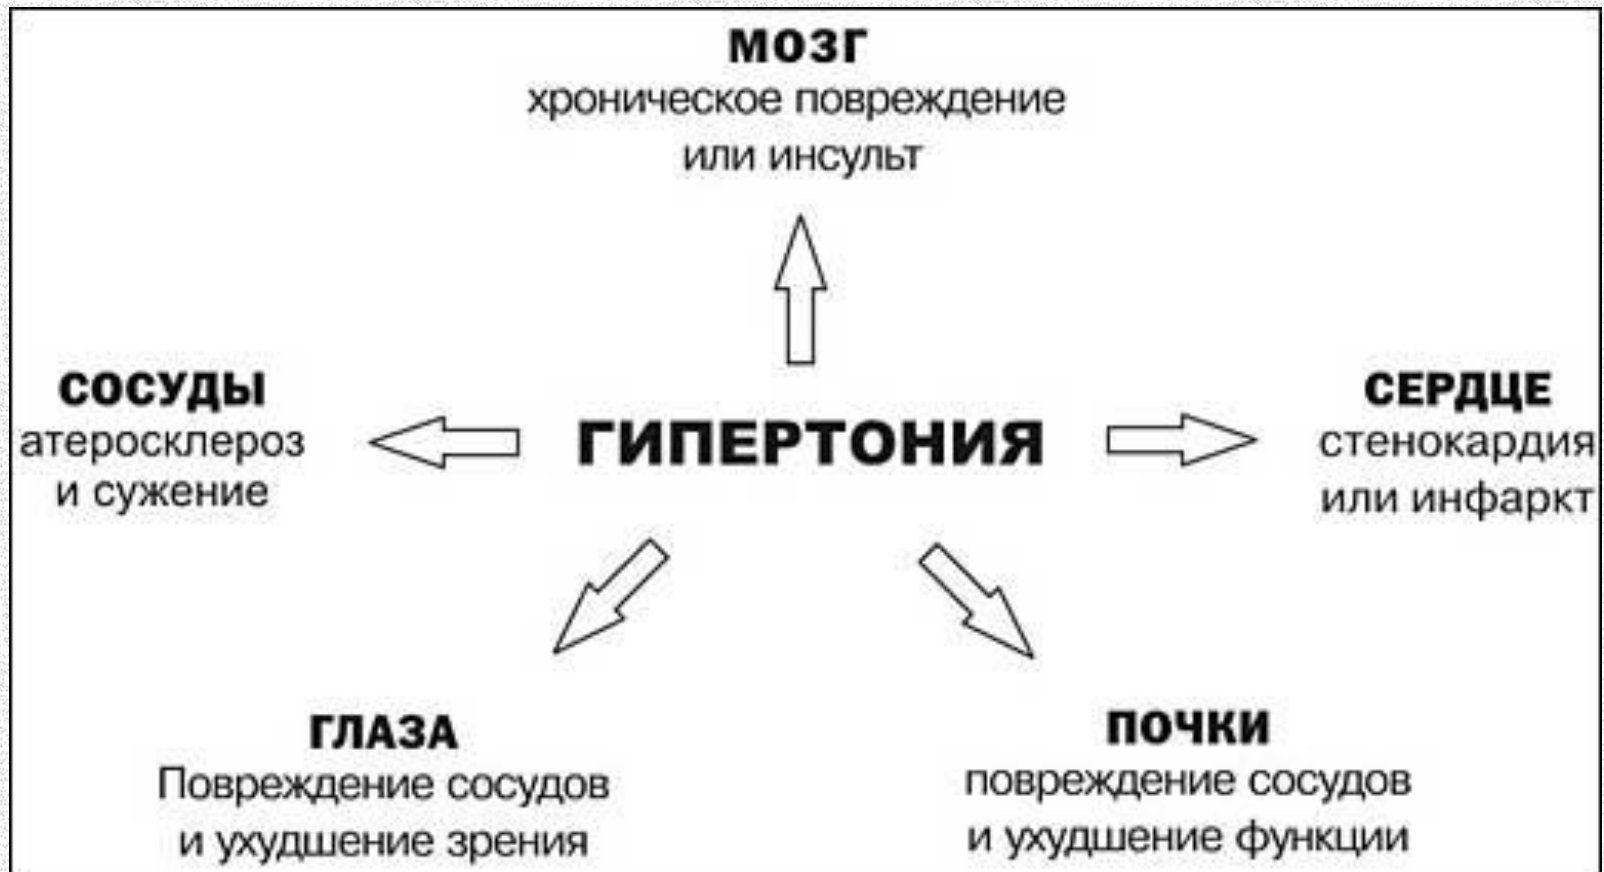 МОЗГ
хроническое повреждение
или инсульт
СОСУДЫ
атеросклероз
и сужение
ГИПЕРТОНИЯ
СЕРДЦЕ
стенокардия
или инфаркт
ГЛАЗА
Повреждение сосудов
и ухудшение зрения
ПОЧКИ
повреждение сосудов
и ухудшение функции